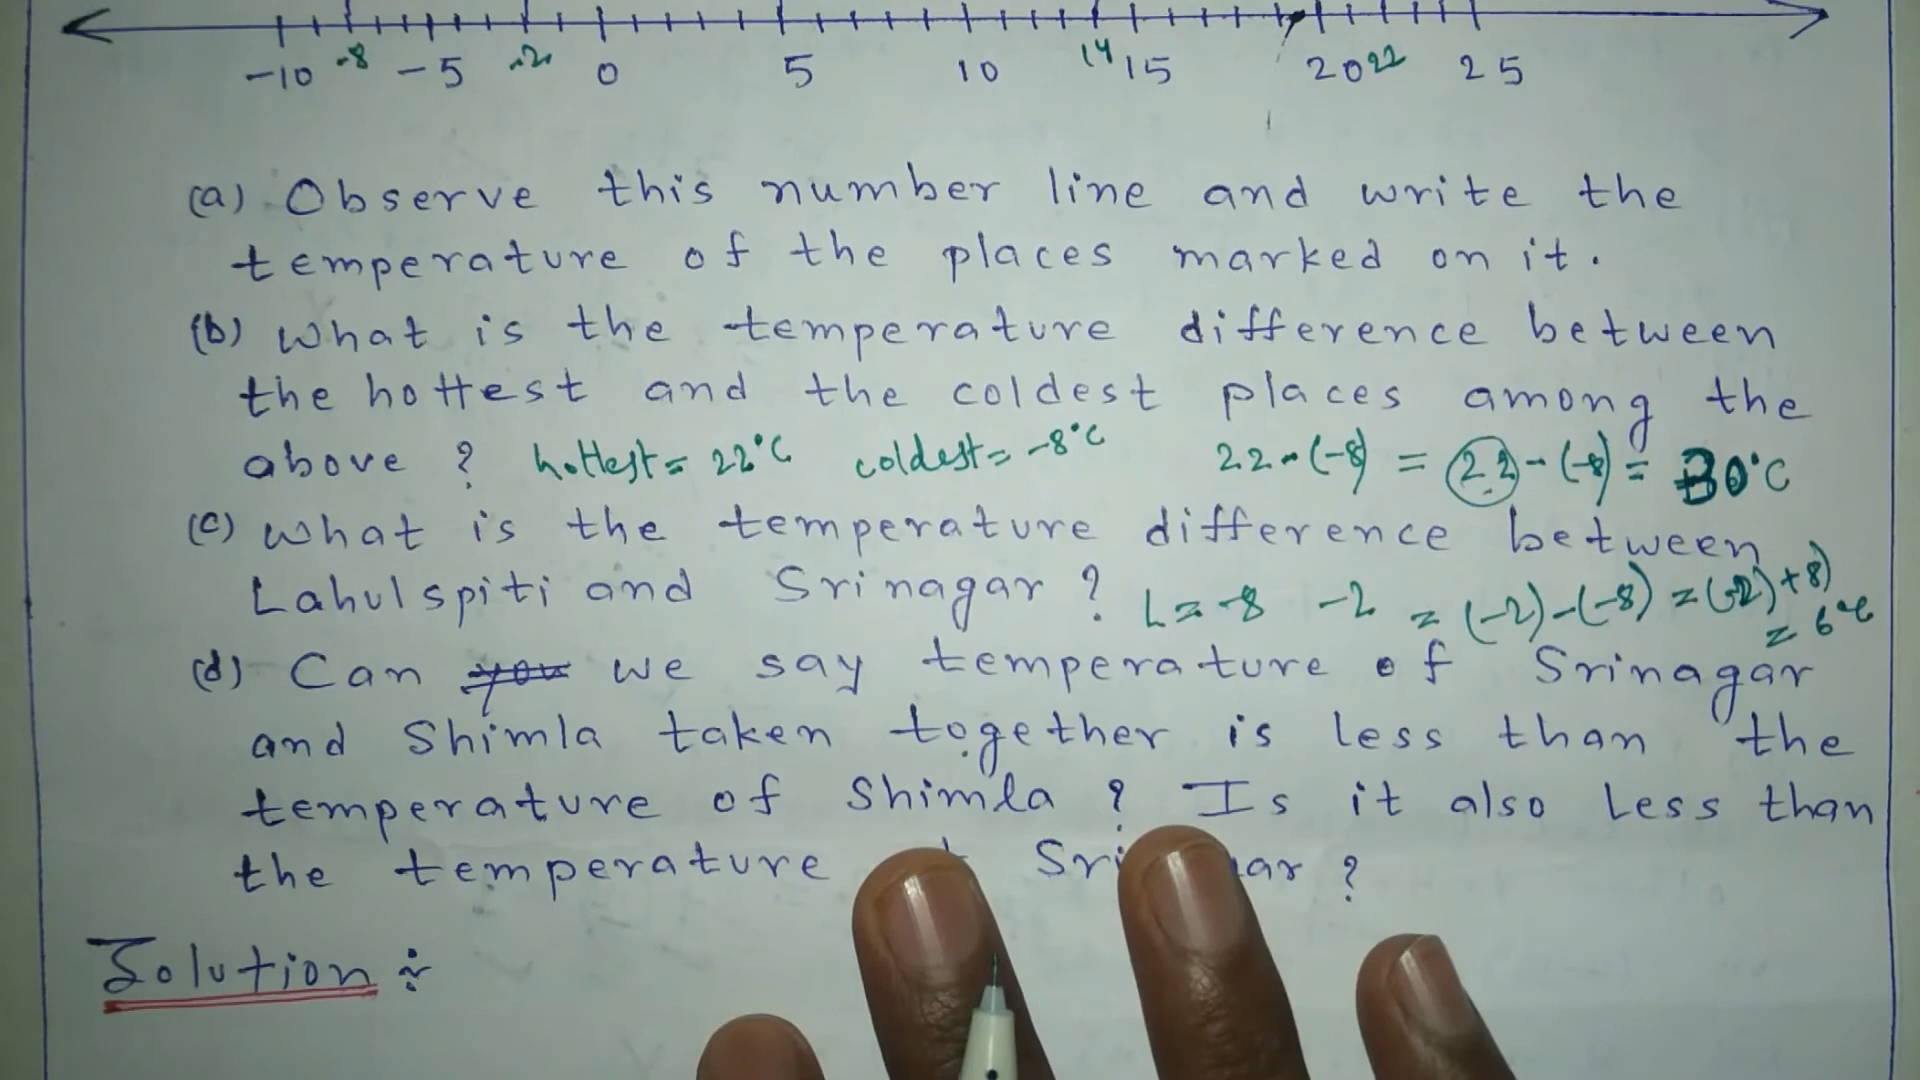 -10 -8 -5 -2 0 5 10 14 15 20 22 25
(a) Observe this number line and write the
temperature of the places marked on it.
(b) What is the temperature difference between
the hottest and the coldest places among the
above ? hottest = 22°C coldest = -8°C 22-(-8) = 22-(-8) = 30°C
(c) What is the temperature difference between
Lahulspiti and Srinagar ? L = -8 -2 = (-2)-(-8) = (-2)+8)
= 6°C
(d) Can you we say temperature of Srinagar
and Shimla taken together is less than the
temperature of Shimla ? Is it also less than
the temperature ?
Solution :-